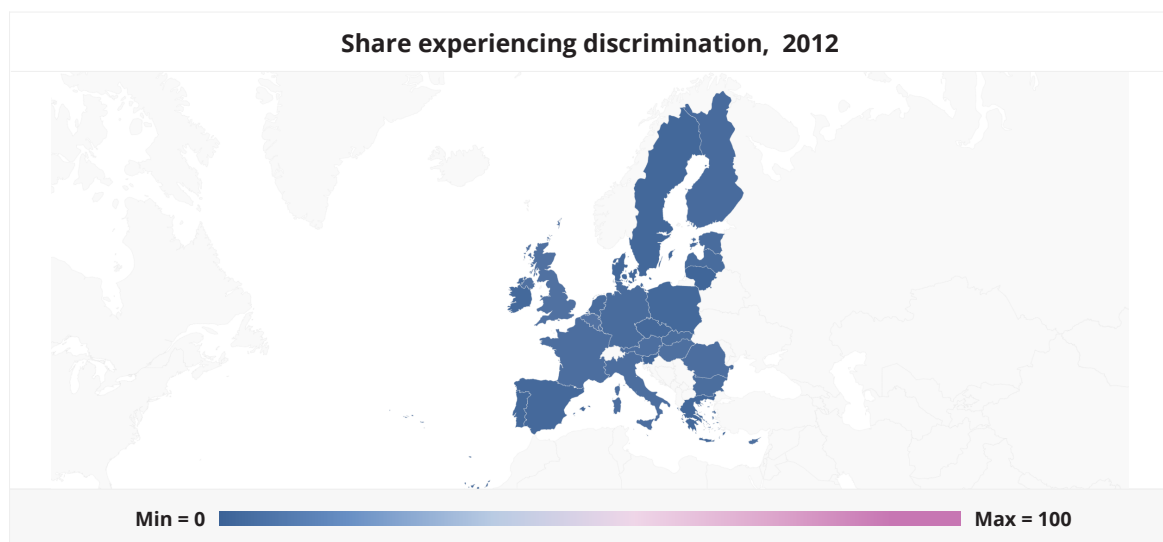 Share experiencing discrimination, 2012
Min = 0
Max = 100